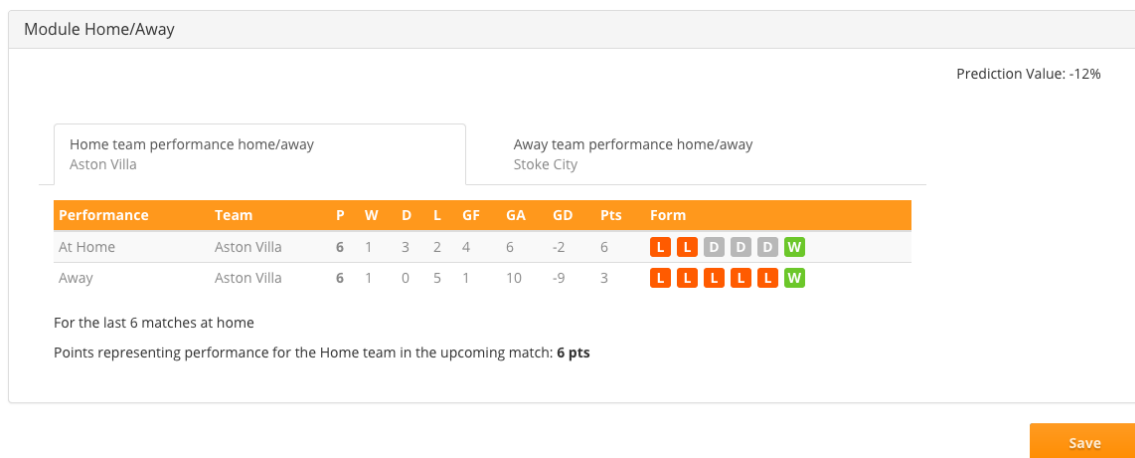 Module Home/Away
Prediction Value: -12%
Home team performance home/away
Aston Villa
Away team performance home/away
Stoke City
Performance Team P W D L GF GA GD Pts Form
At Home Aston Villa 6 1 3 2 4 6 -2 6 L L D D D W
Away Aston Villa 6 1 0 5 1 10 -9 3 L L L L L W
For the last 6 matches at home
Points representing performance for the Home team in the upcoming match: 6 pts
Save